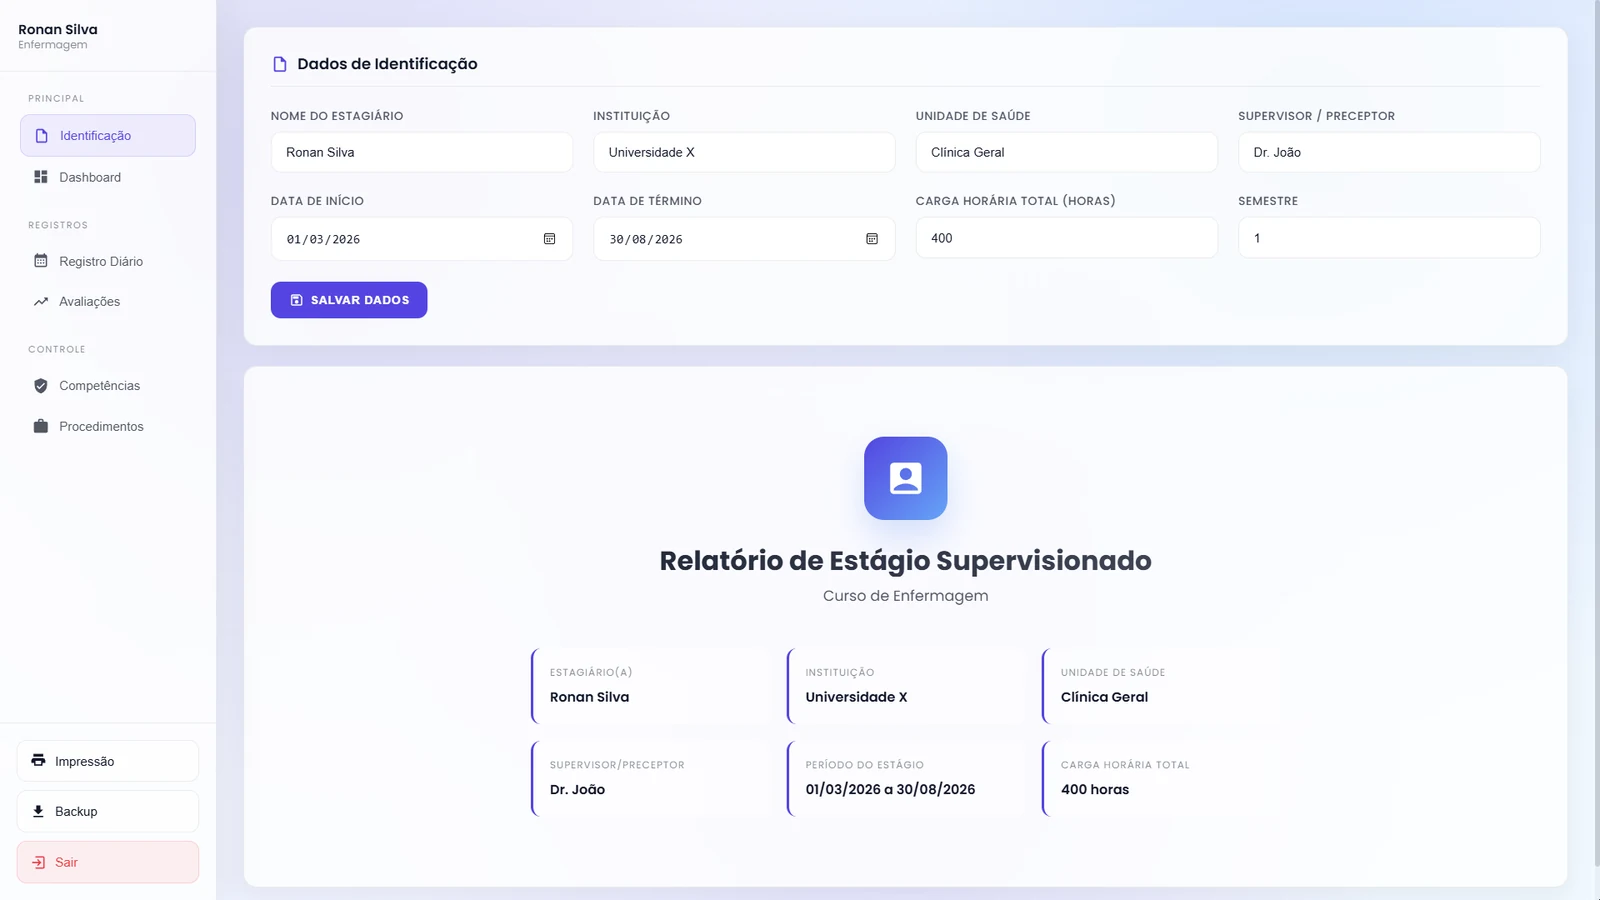 Ronan Silva
Enfermagem
PRINCIPAL
Identificação
Dashboard
REGISTROS
Registro Diário
Avaliações
CONTROLE
Competências
Procedimentos
Impressão
Backup
Sair
Dados de Identificação
NOME DO ESTAGIÁRIO
Ronan Silva
INSTITUIÇÃO
Universidade X
UNIDADE DE SAÚDE
Clínica Geral
SUPERVISOR / PRECEPTOR
Dr. João
DATA DE INÍCIO
01/03/2026
DATA DE TÉRMINO
30/08/2026
CARGA HORÁRIA TOTAL (HORAS)
400
SEMESTRE
1
SALVAR DADOS
Relatório de Estágio Supervisionado
Curso de Enfermagem
ESTAGIÁRIO(A)
Ronan Silva
INSTITUIÇÃO
Universidade X
UNIDADE DE SAÚDE
Clínica Geral
SUPERVISOR/PRECEPTOR
Dr. João
PERÍODO DO ESTÁGIO
01/03/2026 a 30/08/2026
CARGA HORÁRIA TOTAL
400 horas